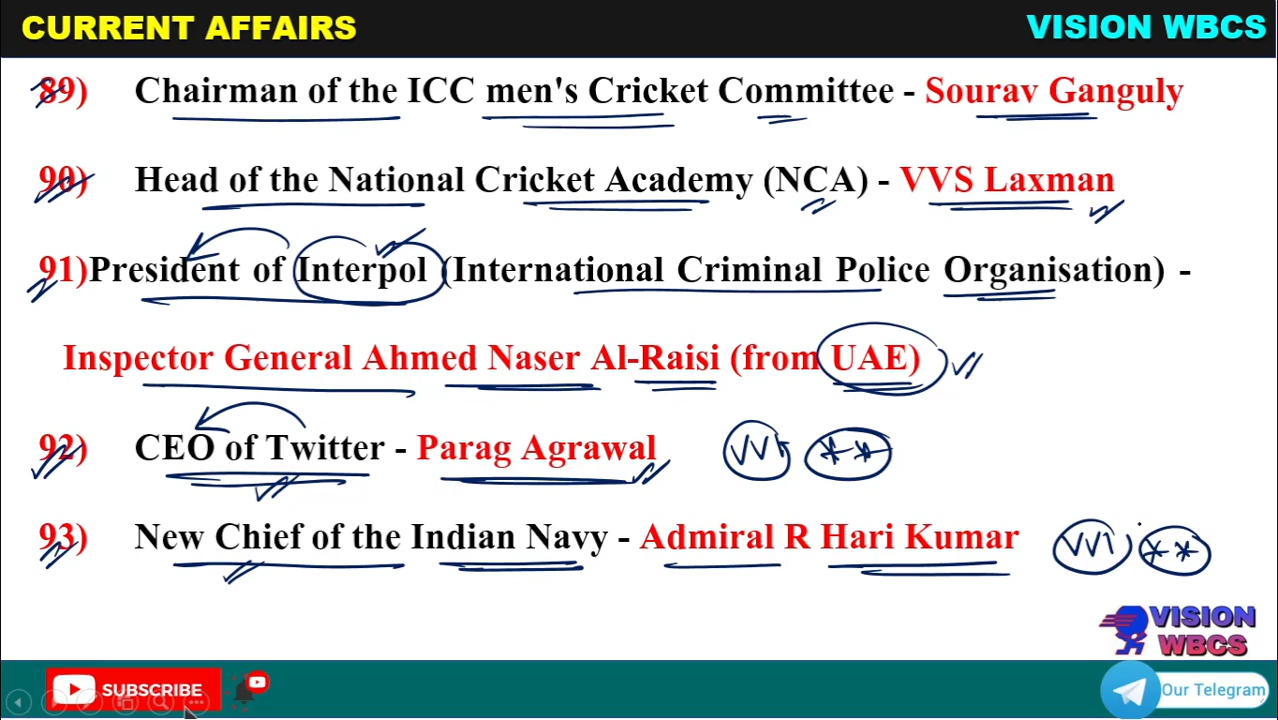 CURRENT AFFAIRS
VISION WBCS
89) Chairman of the ICC men's Cricket Committee - Sourav Ganguly
90) Head of the National Cricket Academy (NCA) - VVS Laxman
91)President of Interpol (International Criminal Police Organisation) -
Inspector General Ahmed Naser Al-Raisi (from UAE)
92) CEO of Twitter - Parag Agrawal VVI **
93) New Chief of the Indian Navy - Admiral R Hari Kumar VVI **
VISION
WBCS
SUBSCRIBE
Our Telegram